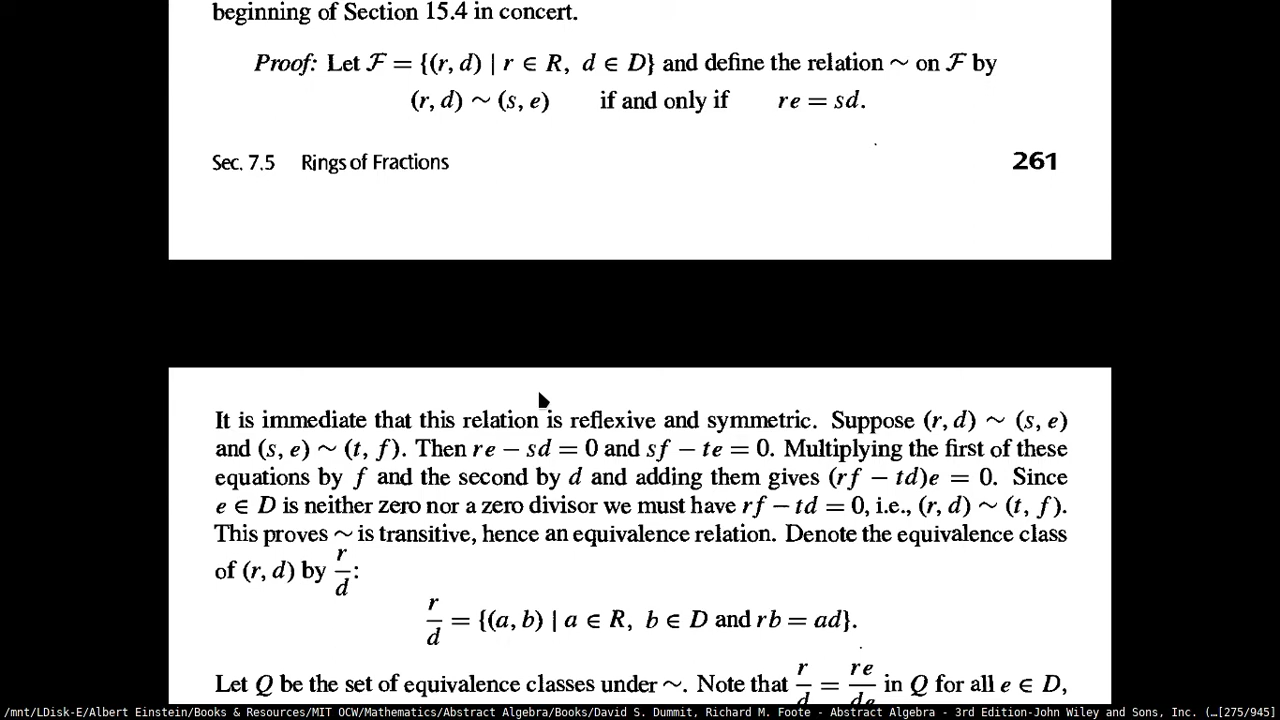 beginning of Section 15.4 in concert.
Proof: Let ℱ = {(r, d) | r ∈ R, d ∈ D} and define the relation ∼ on ℱ by
(r, d) ∼ (s, e) if and only if re = sd.
Sec. 7.5 Rings of Fractions 261
It is immediate that this relation is reflexive and symmetric. Suppose (r, d) ∼ (s, e)
and (s, e) ∼ (t, f). Then re − sd = 0 and sf − te = 0. Multiplying the first of these
equations by f and the second by d and adding them gives (rf − td)e = 0. Since
e ∈ D is neither zero nor a zero divisor we must have rf − td = 0, i.e., (r, d) ∼ (t, f).
This proves ∼ is transitive, hence an equivalence relation. Denote the equivalence class
of (r, d) by r/d:
r/d = {(a, b) | a ∈ R, b ∈ D and rb = ad}.
Let Q be the set of equivalence classes under ∼. Note that r/d = re/de in Q for all e ∈ D,
/mnt/LDisk-E/Albert Einstein/Books & Resources/MIT OCW/Mathematics/Abstract Algebra/Books/David S. Dummit, Richard M. Foote - Abstract Algebra - 3rd Edition-John Wiley and Sons, Inc. (…[275/945]